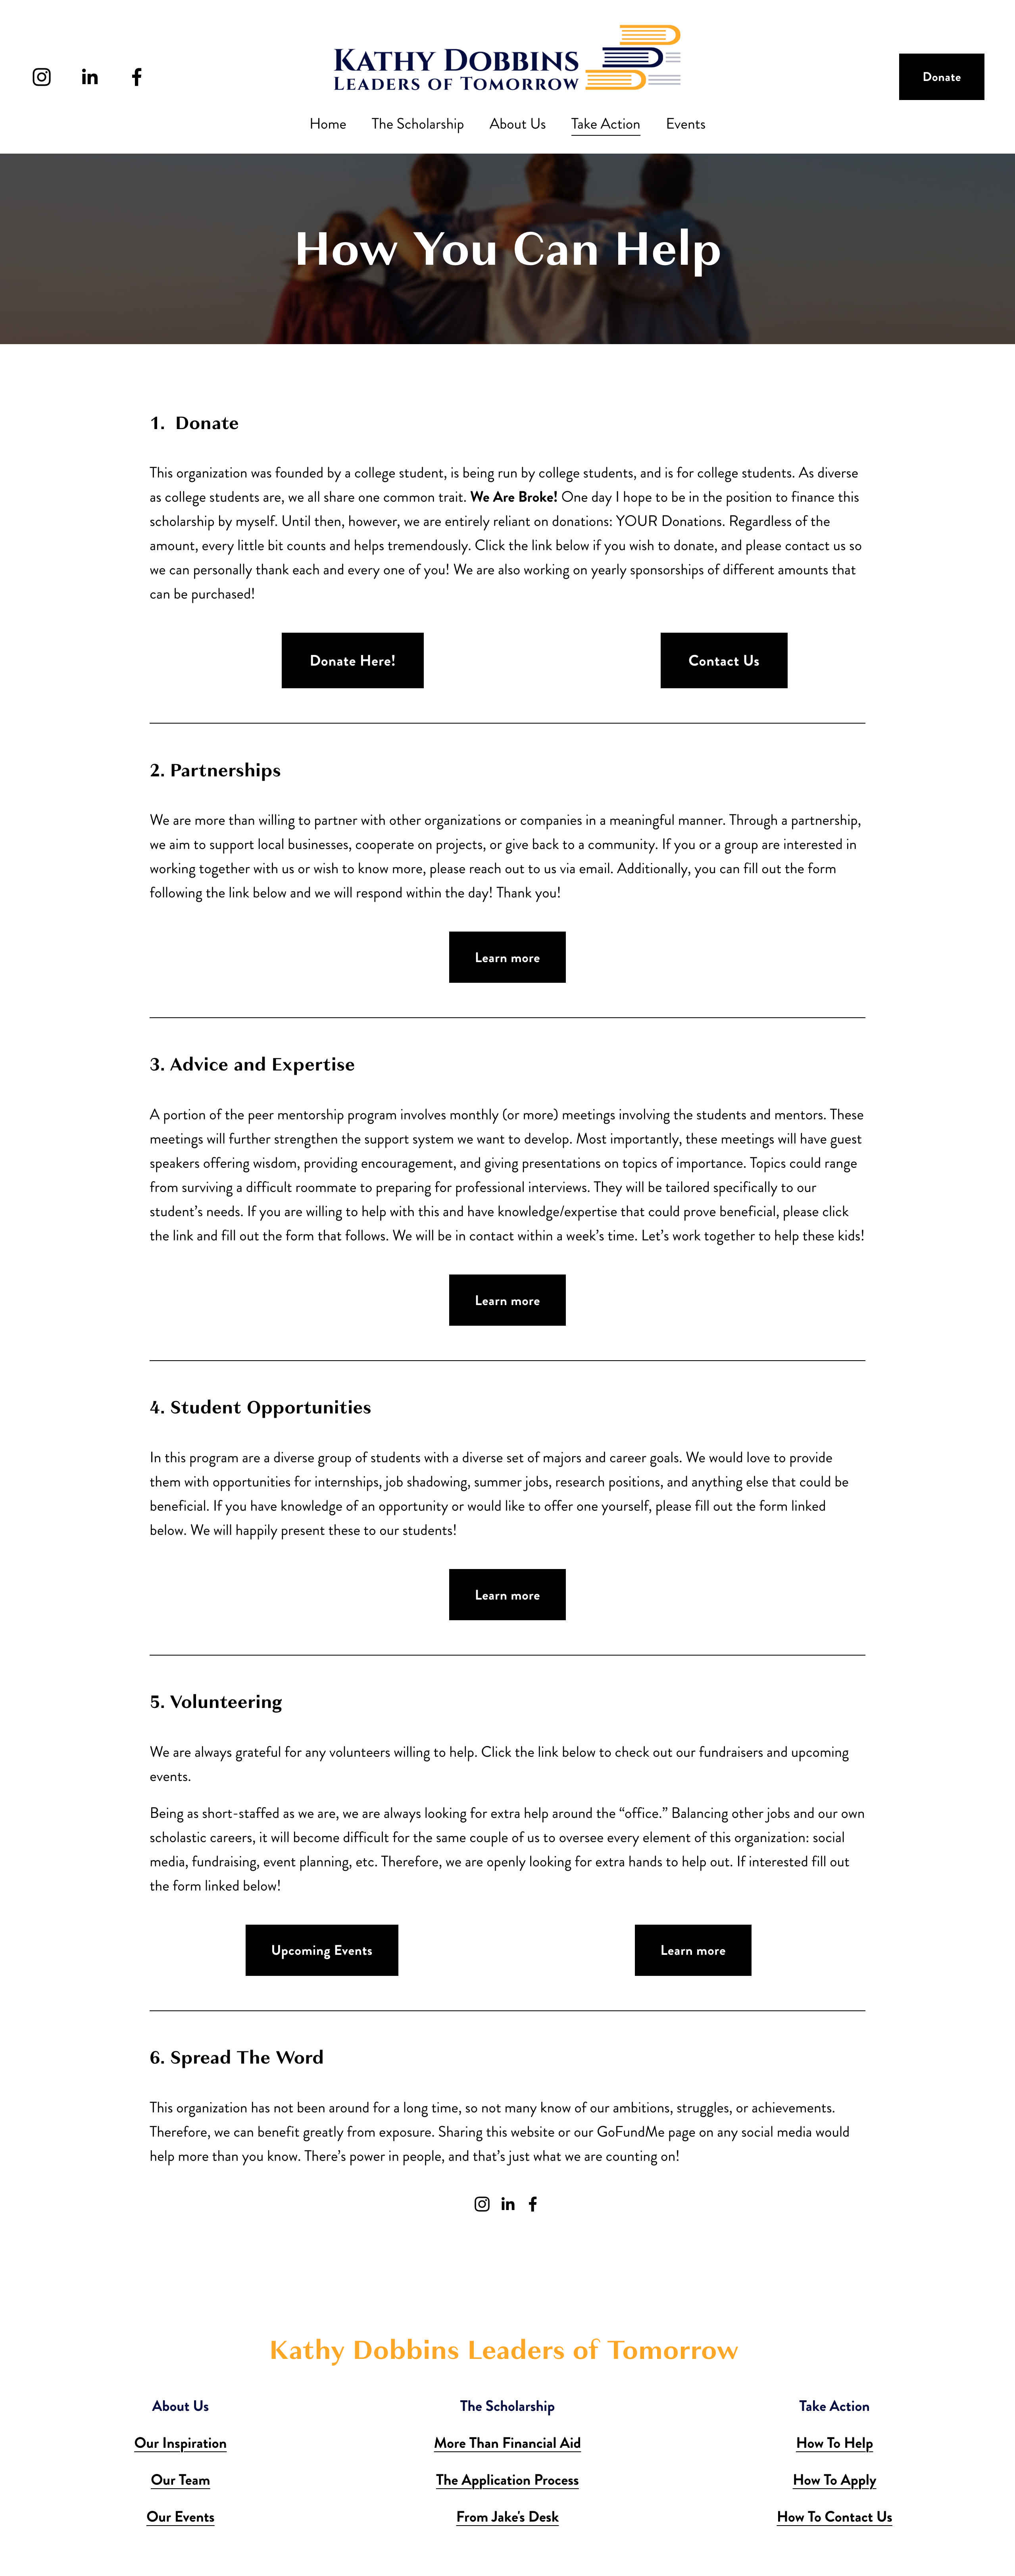 KATHY DOBBINS
LEADERS OF TOMORROW
Donate
Home The Scholarship About Us Take Action Events
How You Can Help
1. Donate
This organization was founded by a college student, is being run by college students, and is for college students. As diverse
as college students are, we all share one common trait. We Are Broke! One day I hope to be in the position to finance this
scholarship by myself. Until then, however, we are entirely reliant on donations: YOUR Donations. Regardless of the
amount, every little bit counts and helps tremendously. Click the link below if you wish to donate, and please contact us so
we can personally thank each and every one of you! We are also working on yearly sponsorships of different amounts that
can be purchased!
Donate Here! Contact Us
2. Partnerships
We are more than willing to partner with other organizations or companies in a meaningful manner. Through a partnership,
we aim to support local businesses, cooperate on projects, or give back to a community. If you or a group are interested in
working together with us or wish to know more, please reach out to us via email. Additionally, you can fill out the form
following the link below and we will respond within the day! Thank you!
Learn more
3. Advice and Expertise
A portion of the peer mentorship program involves monthly (or more) meetings involving the students and mentors. These
meetings will further strengthen the support system we want to develop. Most importantly, these meetings will have guest
speakers offering wisdom, providing encouragement, and giving presentations on topics of importance. Topics could range
from surviving a difficult roommate to preparing for professional interviews. They will be tailored specifically to our
student’s needs. If you are willing to help with this and have knowledge/expertise that could prove beneficial, please click
the link and fill out the form that follows. We will be in contact within a week’s time. Let’s work together to help these kids!
Learn more
4. Student Opportunities
In this program are a diverse group of students with a diverse set of majors and career goals. We would love to provide
them with opportunities for internships, job shadowing, summer jobs, research positions, and anything else that could be
beneficial. If you have knowledge of an opportunity or would like to offer one yourself, please fill out the form linked
below. We will happily present these to our students!
Learn more
5. Volunteering
We are always grateful for any volunteers willing to help. Click the link below to check out our fundraisers and upcoming
events.
Being as short-staffed as we are, we are always looking for extra help around the “office.” Balancing other jobs and our own
scholastic careers, it will become difficult for the same couple of us to oversee every element of this organization: social
media, fundraising, event planning, etc. Therefore, we are openly looking for extra hands to help out. If interested fill out
the form linked below!
Upcoming Events Learn more
6. Spread The Word
This organization has not been around for a long time, so not many know of our ambitions, struggles, or achievements.
Therefore, we can benefit greatly from exposure. Sharing this website or our GoFundMe page on any social media would
help more than you know. There’s power in people, and that’s just what we are counting on!
Kathy Dobbins Leaders of Tomorrow
About Us The Scholarship Take Action
Our Inspiration More Than Financial Aid How To Help
Our Team The Application Process How To Apply
Our Events From Jake's Desk How To Contact Us